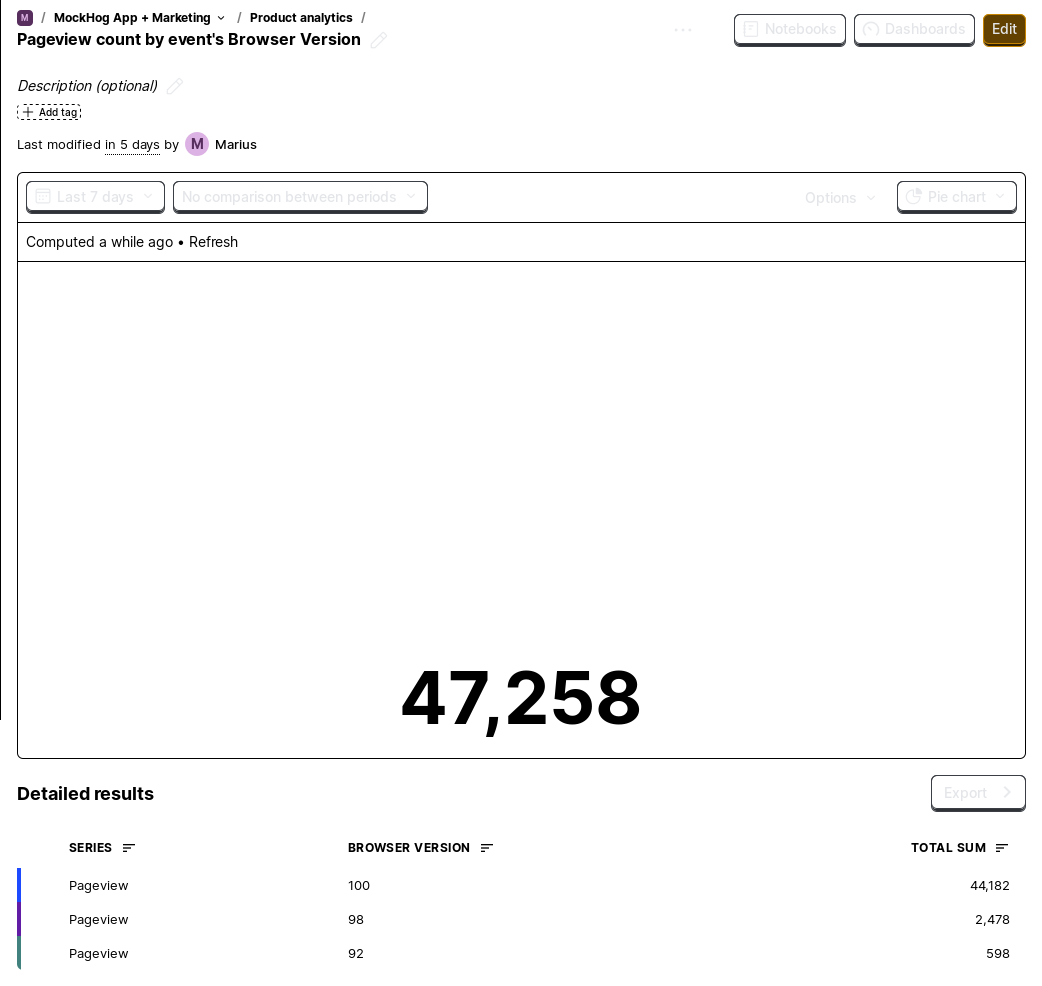 M / MockHog App + Marketing / Product analytics /
Pageview count by event's Browser Version
Notebooks Dashboards Edit
Description (optional)
Add tag
Last modified in 5 days by M Marius
Last 7 days No comparison between periods Options Pie chart
Computed a while ago • Refresh
47,258
Detailed results Export
SERIES BROWSER VERSION TOTAL SUM
Pageview 100 44,182
Pageview 98 2,478
Pageview 92 598